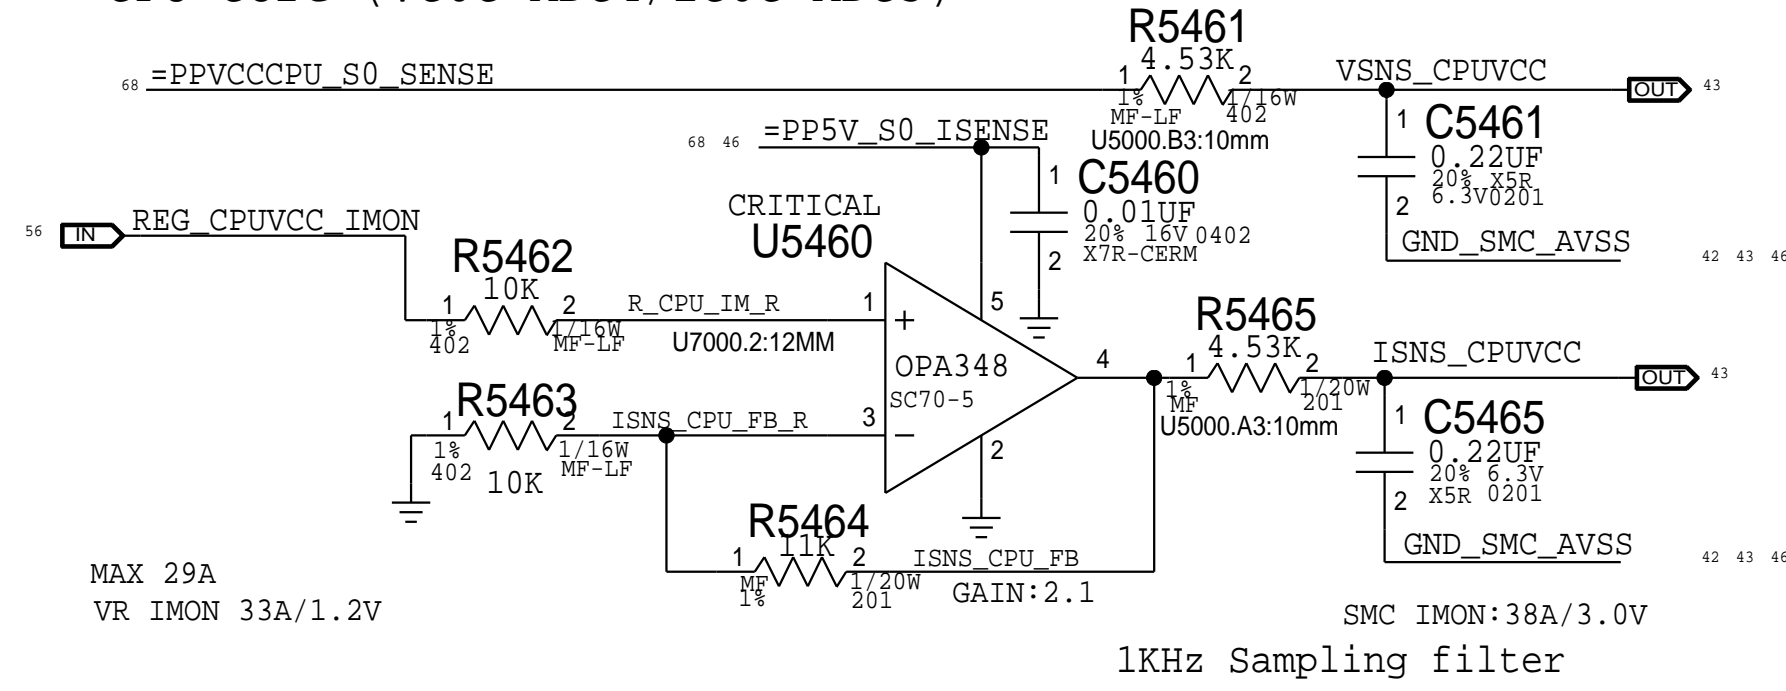 R5461
4.53K
68 =PPVCCCPU_S0_SENSE
1 2
VSNS_CPUVCC
OUT 43
1% 1/16W
MF-LF 402
U5000.B3:10mm
1 C5461
0.22UF
20% X5R
6.3V 0201
2
GND_SMC_AVSS
42 43 46
68 46 =PP5V_S0_ISENSE
1 C5460
0.01UF
20% 16V 0402
X7R-CERM
2
CRITICAL
U5460
56 IN REG_CPUVCC_IMON
R5462
10K
1 2
1% 1/16W
402 MF-LF
R_CPU_IM_R
U7000.2:12MM
1 5
+
OPA348
SC70-5
4
3
−
2
R5463
1 2
1% 1/16W
402 MF-LF
10K
ISNS_CPU_FB_R
R5464
11K
1 2
MF 1/20W
1% 201
ISNS_CPU_FB
GAIN:2.1
R5465
4.53K
1 2
1% 1/20W
MF 201
U5000.A3:10mm
ISNS_CPUVCC
OUT 43
1 C5465
0.22UF
20% 6.3V
X5R 0201
2
GND_SMC_AVSS
42 43 46
MAX 29A
VR IMON 33A/1.2V
SMC IMON:38A/3.0V
1KHz Sampling filter